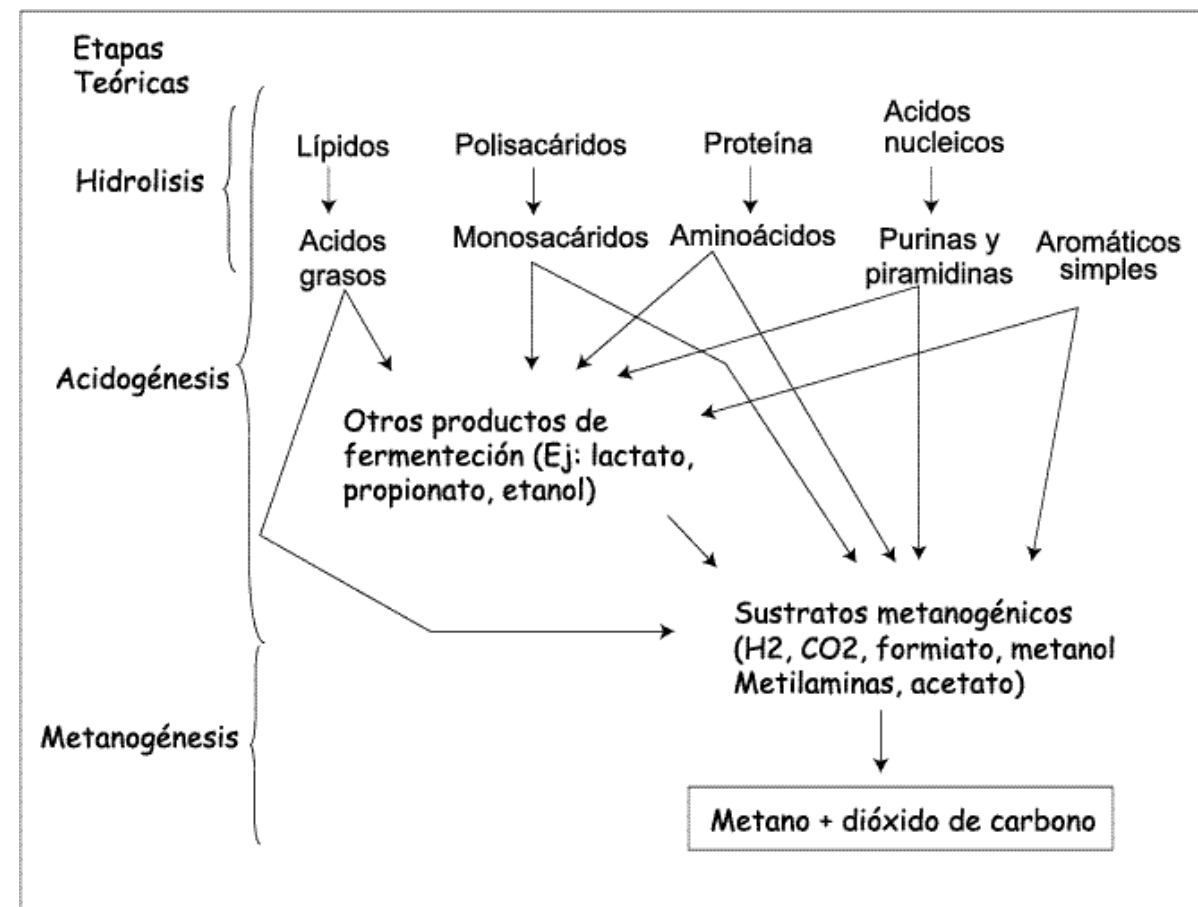 Etapas
Teóricas
Hidrolisis
Lípidos
Polisacáridos
Proteína
Acidos
nucleicos
Acidos
grasos
Monosacáridos
Aminoácidos
Purinas y
piramidinas
Aromáticos
simples
Acidogénesis
Otros productos de
fermenteción (Ej: lactato,
propionato, etanol)
Sustratos metanogénicos
(H2, CO2, formiato, metanol
Metilaminas, acetato)
Metanogénesis
Metano + dióxido de carbono